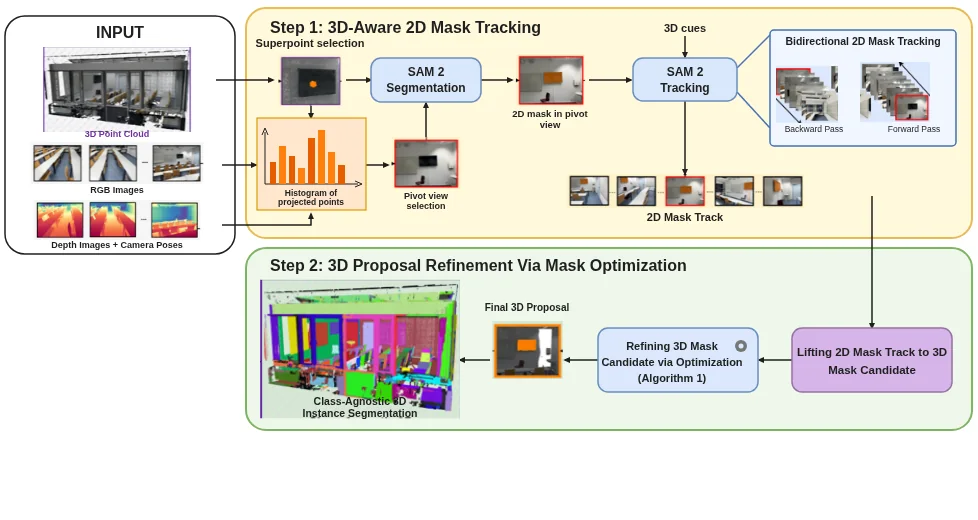 INPUT
3D Point Cloud
RGB Images
Depth Images + Camera Poses
Step 1: 3D-Aware 2D Mask Tracking
Superpoint selection
SAM 2
Segmentation
Histogram of
projected points
Pivot view
selection
2D mask in pivot
view
3D cues
SAM 2
Tracking
Bidirectional 2D Mask Tracking
Backward Pass
Forward Pass
2D Mask Track
Step 2: 3D Proposal Refinement Via Mask Optimization
Class-Agnostic 3D
Instance Segmentation
Final 3D Proposal
Refining 3D Mask
Candidate via Optimization
(Algorithm 1)
Lifting 2D Mask Track to 3D
Mask Candidate